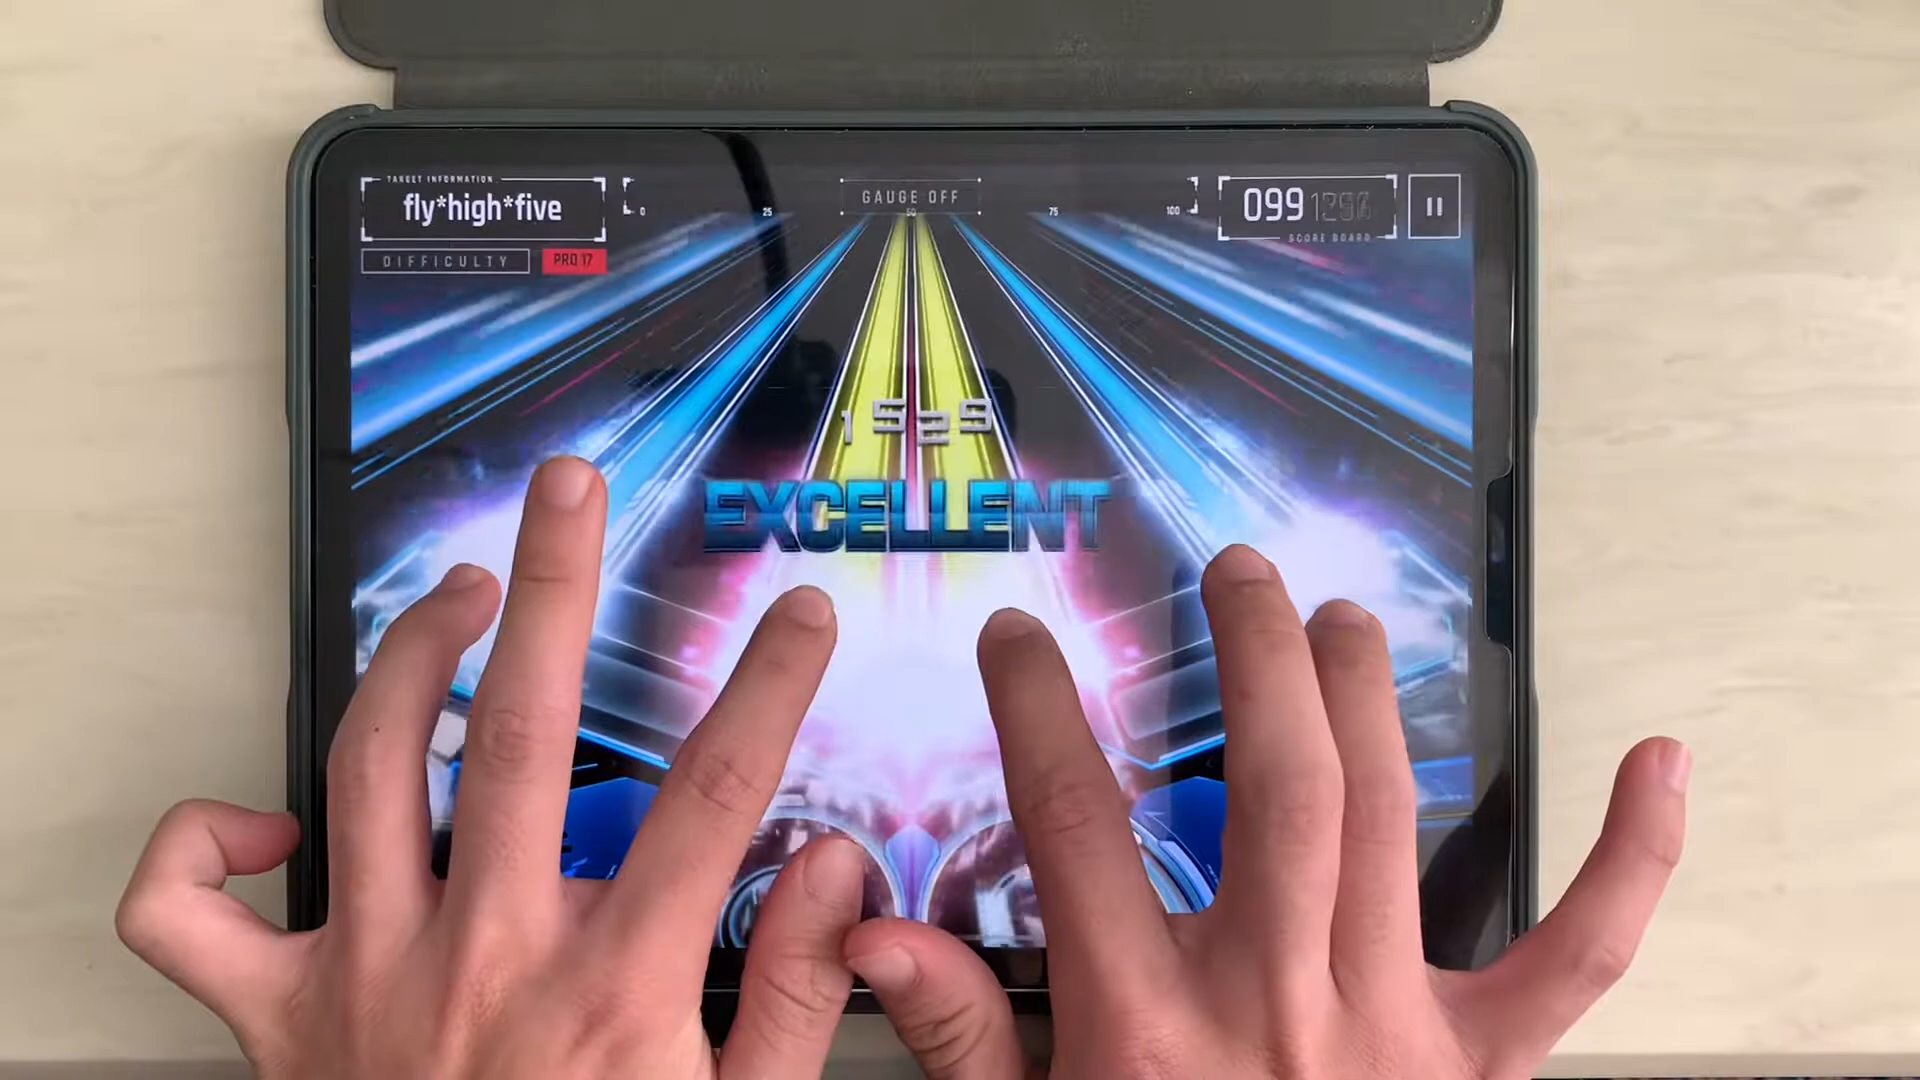 TARGET INFORMATION
fly*high*five
DIFFICULTY
PRO 17
0
25
GAUGE OFF
50
75
100
099
SCORE BOARD
1529
EXCELLENT